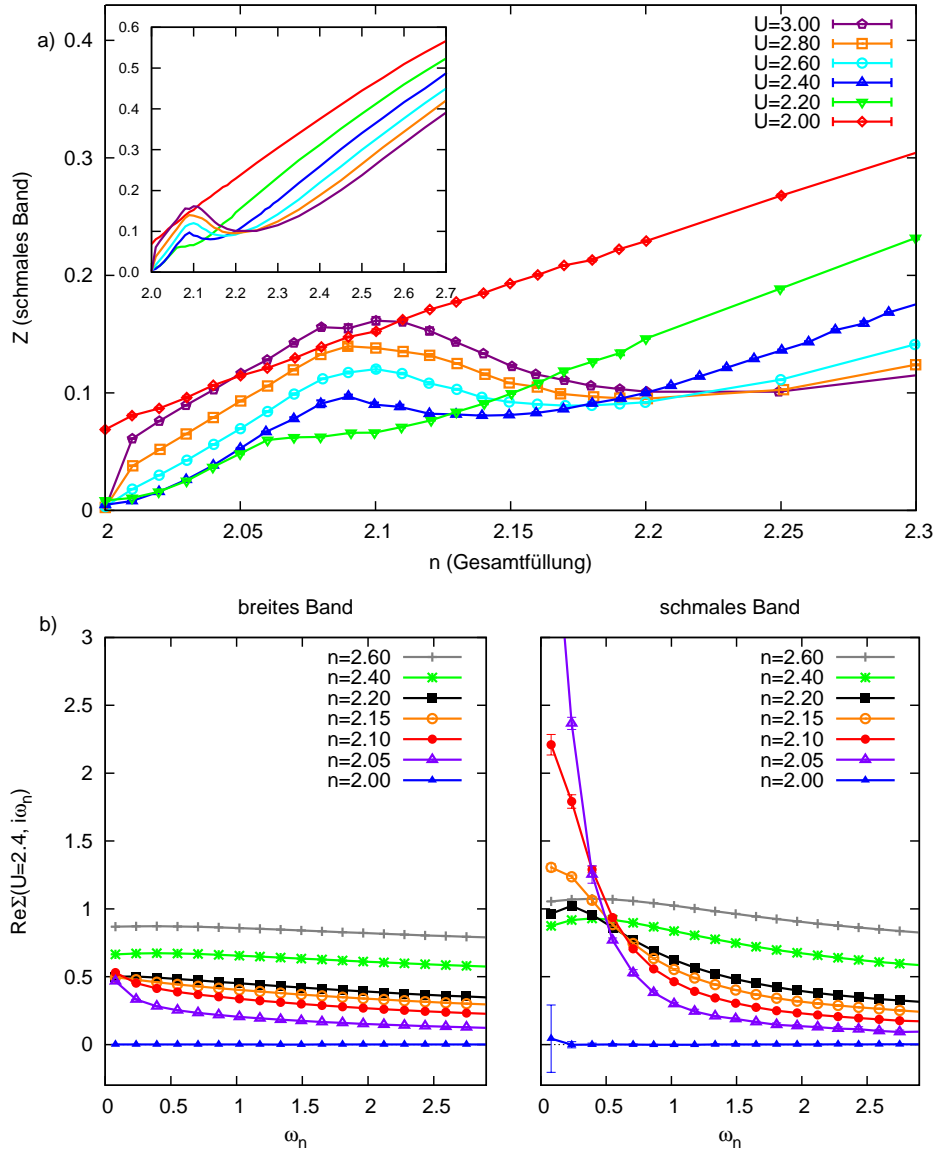 a)
Z (schmales Band)
0.4
0.3
0.2
0.1
0
2
2.05
2.1
2.15
2.2
2.25
2.3
n (Gesamtfüllung)
U=3.00
U=2.80
U=2.60
U=2.40
U=2.20
U=2.00
0.6
0.5
0.4
0.3
0.2
0.1
0.0
2.0
2.1
2.2
2.3
2.4
2.5
2.6
2.7
b)
breites Band
schmales Band
ReΣ(U=2.4, iω_n)
3
2.5
2
1.5
1
0.5
0
n=2.60
n=2.40
n=2.20
n=2.15
n=2.10
n=2.05
n=2.00
0
0.5
1
1.5
2
2.5
ω_n
n=2.60
n=2.40
n=2.20
n=2.15
n=2.10
n=2.05
n=2.00
0
0.5
1
1.5
2
2.5
ω_n